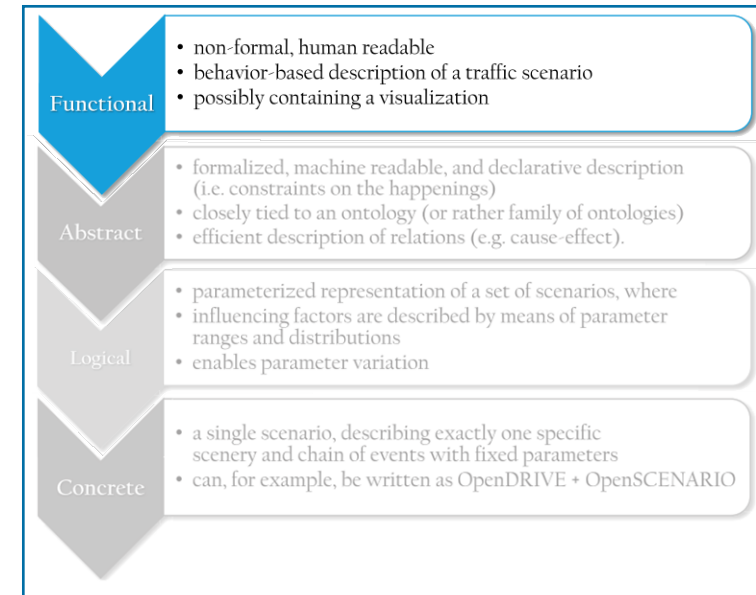 Functional
• non-formal, human readable
• behavior-based description of a traffic scenario
• possibly containing a visualization
Abstract
• formalized, machine readable, and declarative description
(i.e. constraints on the happenings)
• closely tied to an ontology (or rather family of ontologies)
• efficient description of relations (e.g. cause-effect).
Logical
• parameterized representation of a set of scenarios, where
• influencing factors are described by means of parameter
ranges and distributions
• enables parameter variation
Concrete
• a single scenario, describing exactly one specific
scenery and chain of events with fixed parameters
• can, for example, be written as OpenDRIVE + OpenSCENARIO